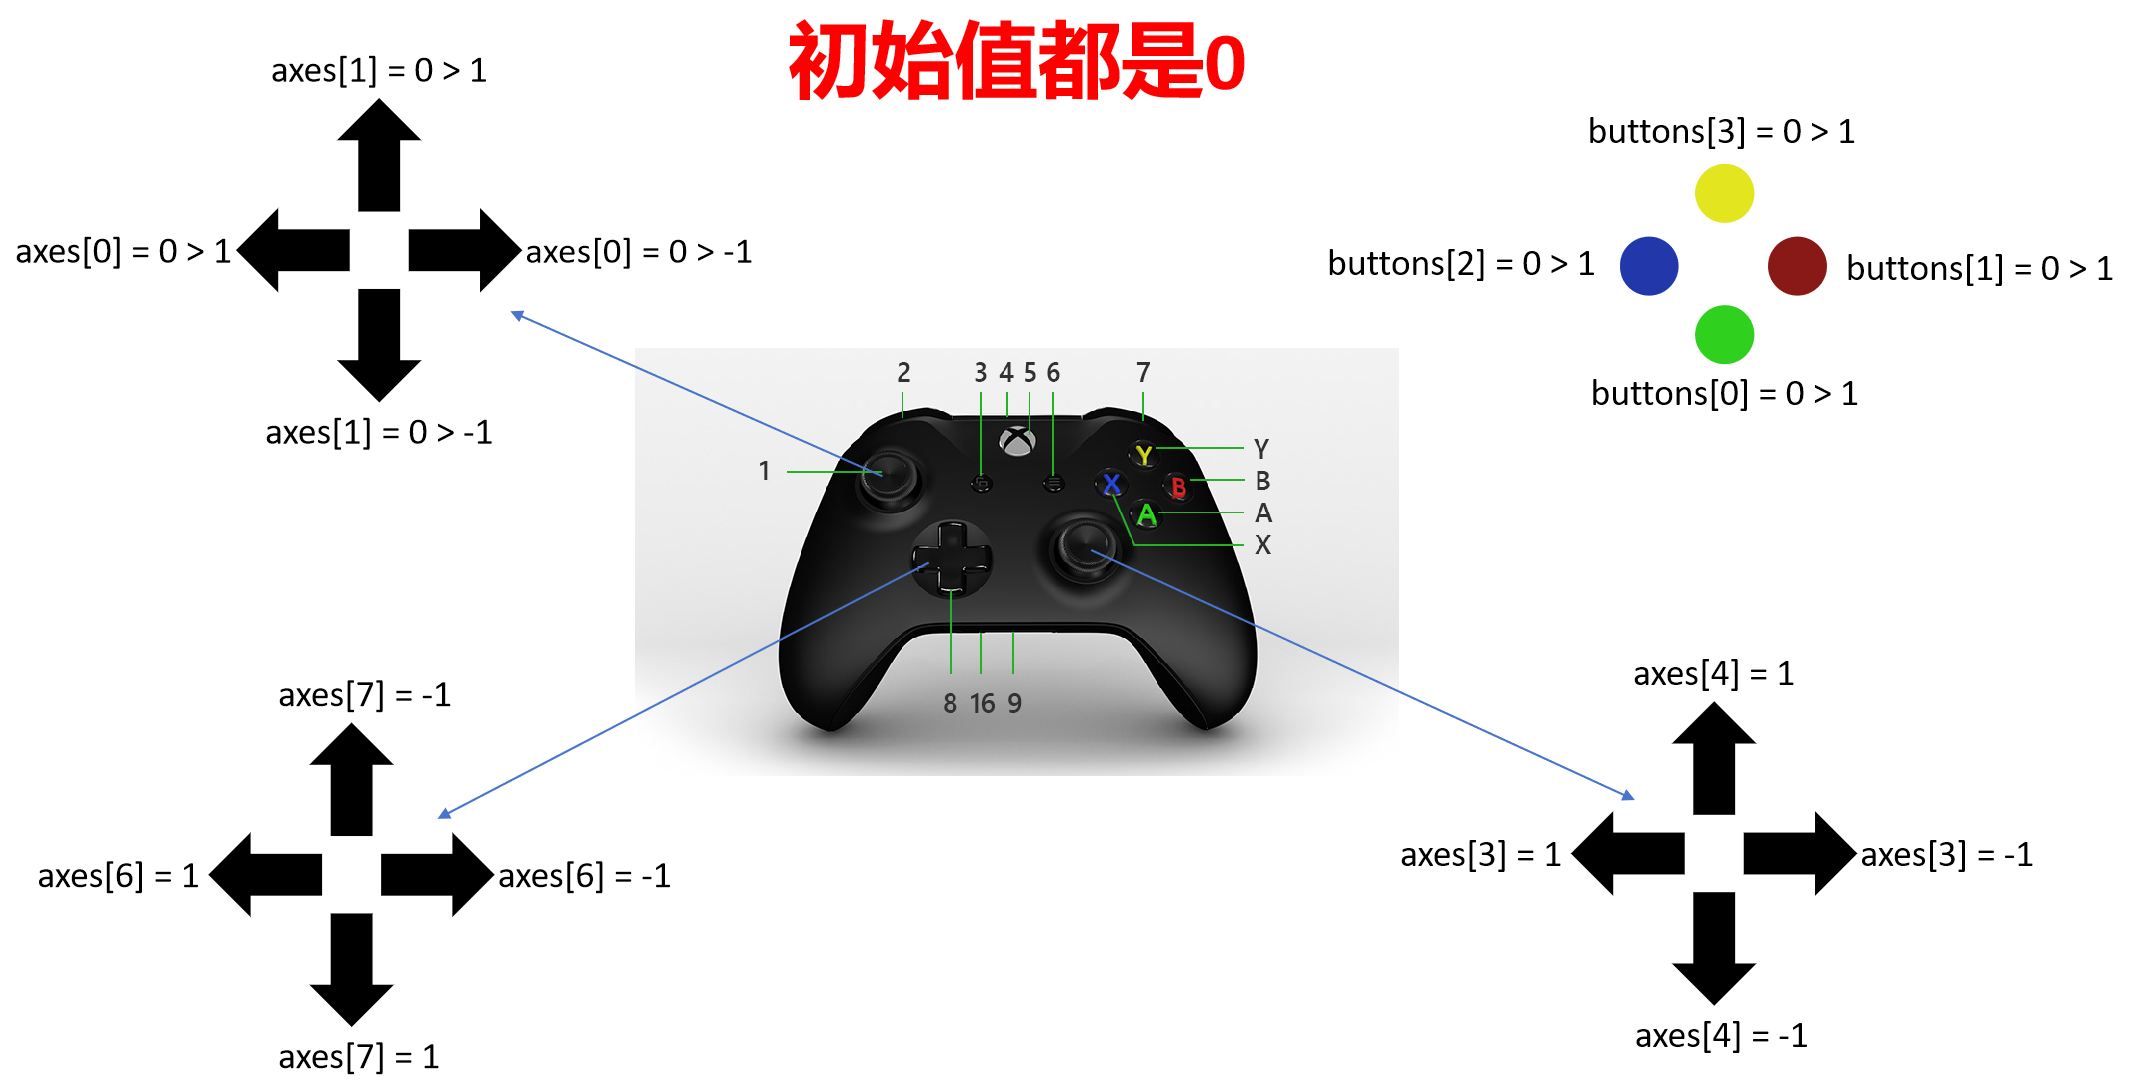 初始值都是0
axes[1] = 0 > 1
axes[0] = 0 > 1
axes[0] = 0 > -1
axes[1] = 0 > -1
buttons[3] = 0 > 1
buttons[2] = 0 > 1
buttons[1] = 0 > 1
buttons[0] = 0 > 1
2 3 4 5 6 7
1
Y
B
A
X
Y
X
B
A
8 16 9
axes[7] = -1
axes[6] = 1
axes[6] = -1
axes[7] = 1
axes[4] = 1
axes[3] = 1
axes[3] = -1
axes[4] = -1